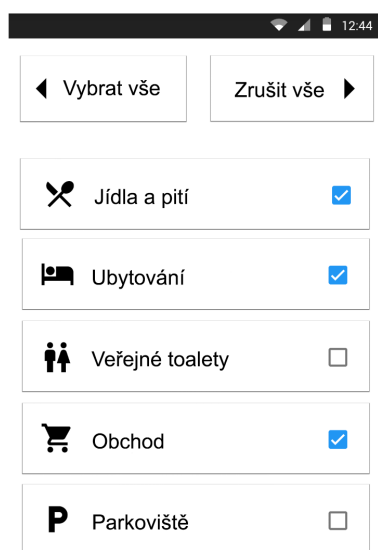 12:44
Vybrat vše
Zrušit vše
Jídla a pití
Ubytování
Veřejné toalety
Obchod
P Parkoviště